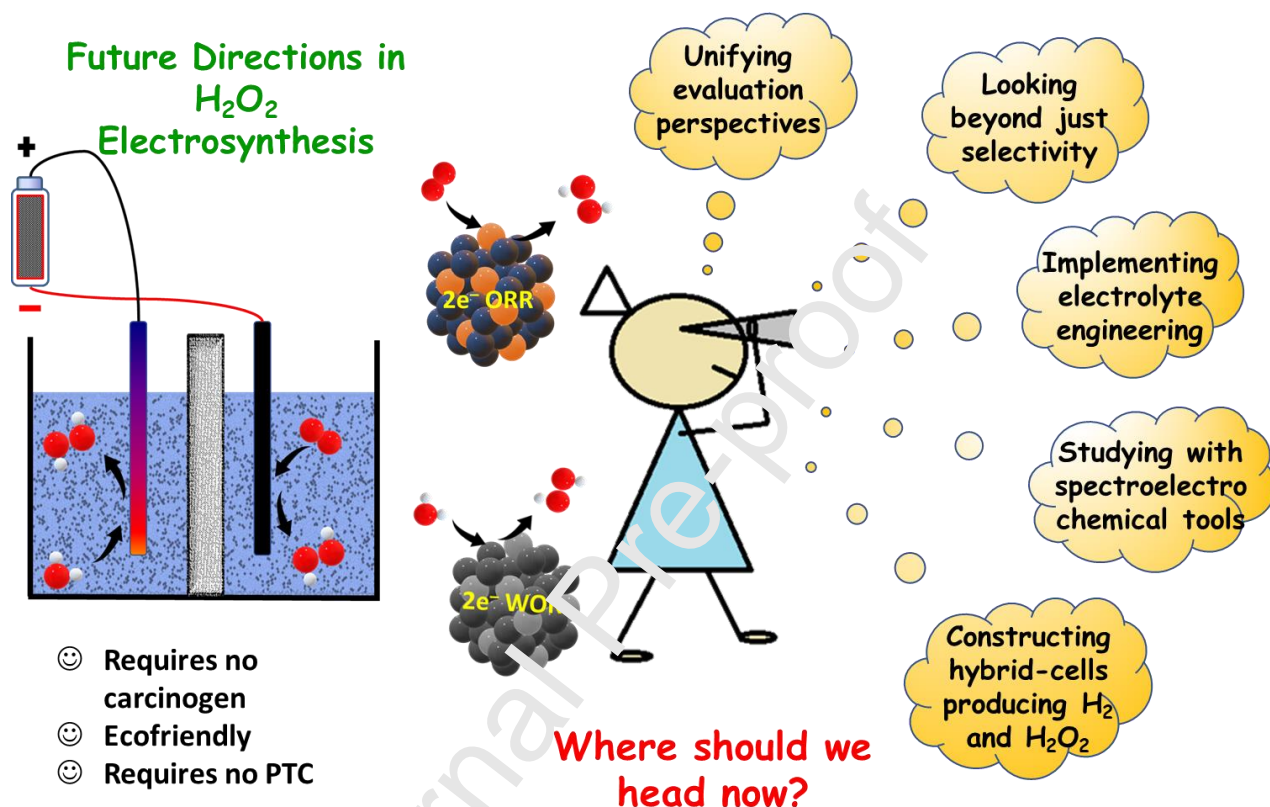 Future Directions in
H₂O₂
Electrosynthesis
+
−
Requires no
carcinogen
Ecofriendly
Requires no PTC
2e⁻ ORR
2e⁻ WOR
Where should we
head now?
Unifying
evaluation
perspectives
Looking
beyond just
selectivity
Implementing
electrolyte
engineering
Studying with
spectroelectro
chemical tools
Constructing
hybrid-cells
producing H₂
and H₂O₂
rnal Pre-proof